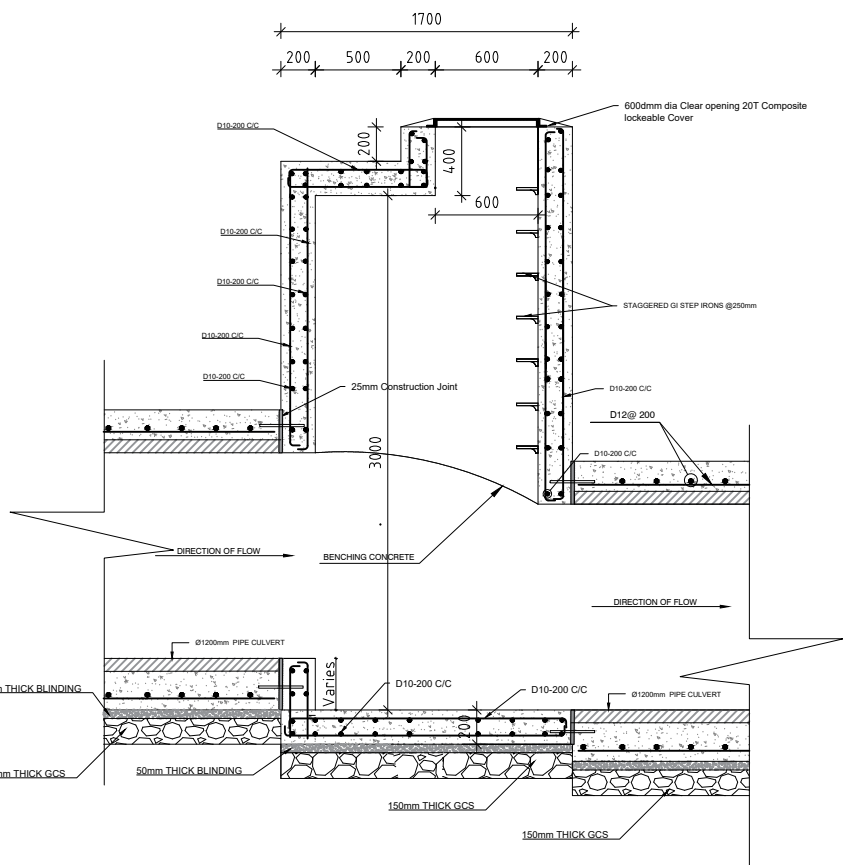 1700
200 500 200 600 200
600dmm dia Clear opening 20T Composite
lockeable Cover
D10-200 C/C
200
400
600
D10-200 C/C
D10-200 C/C
STAGGERED GI STEP IRONS @250mm
D10-200 C/C
D10-200 C/C
25mm Construction Joint
D10-200 C/C
D12@ 200
3000
D10-200 C/C
DIRECTION OF FLOW
BENCHING CONCRETE
DIRECTION OF FLOW
Ø1200mm PIPE CULVERT
Varies
D10-200 C/C
D10-200 C/C
THICK BLINDING
Ø1200mm PIPE CULVERT
200
THICK GCS
50mm THICK BLINDING
150mm THICK GCS
150mm THICK GCS